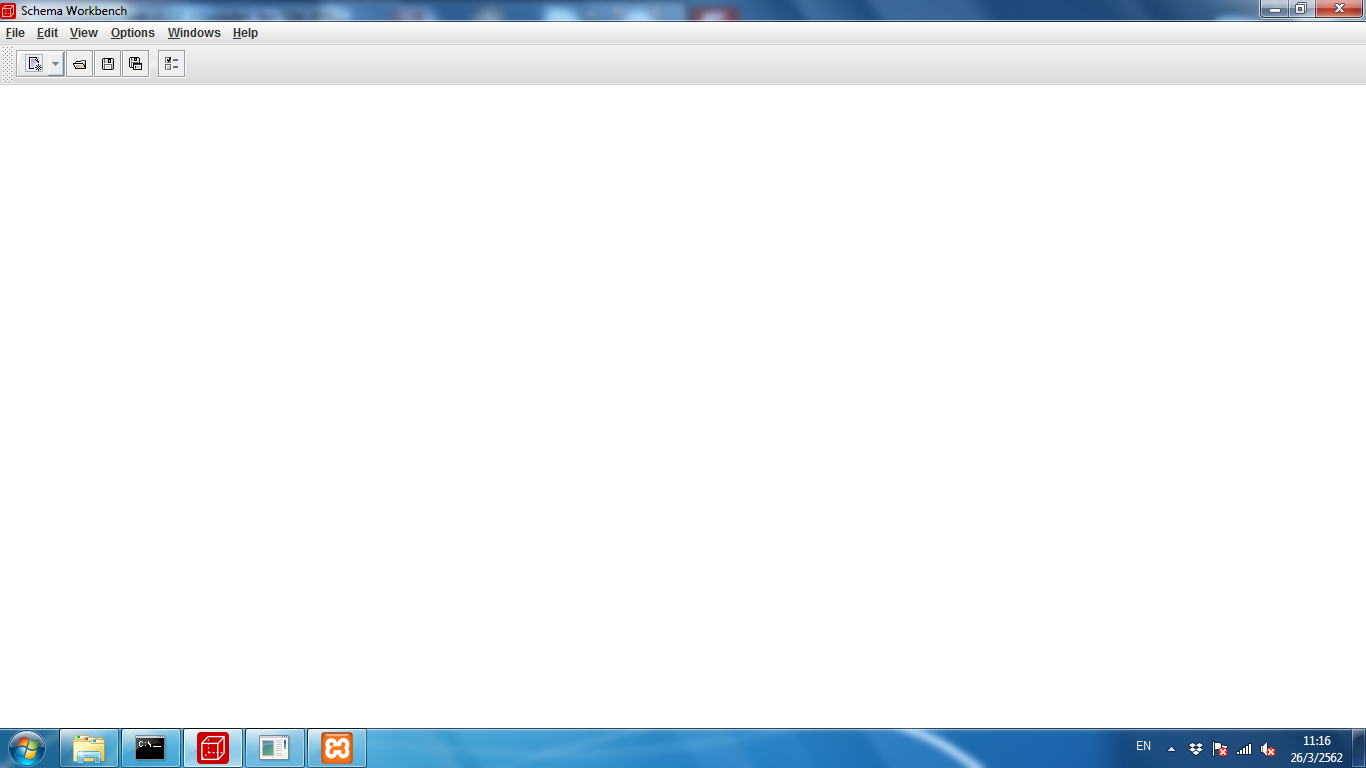 Schema Workbench
File Edit View Options Windows Help
C:\
EN
11:16
26/3/2562